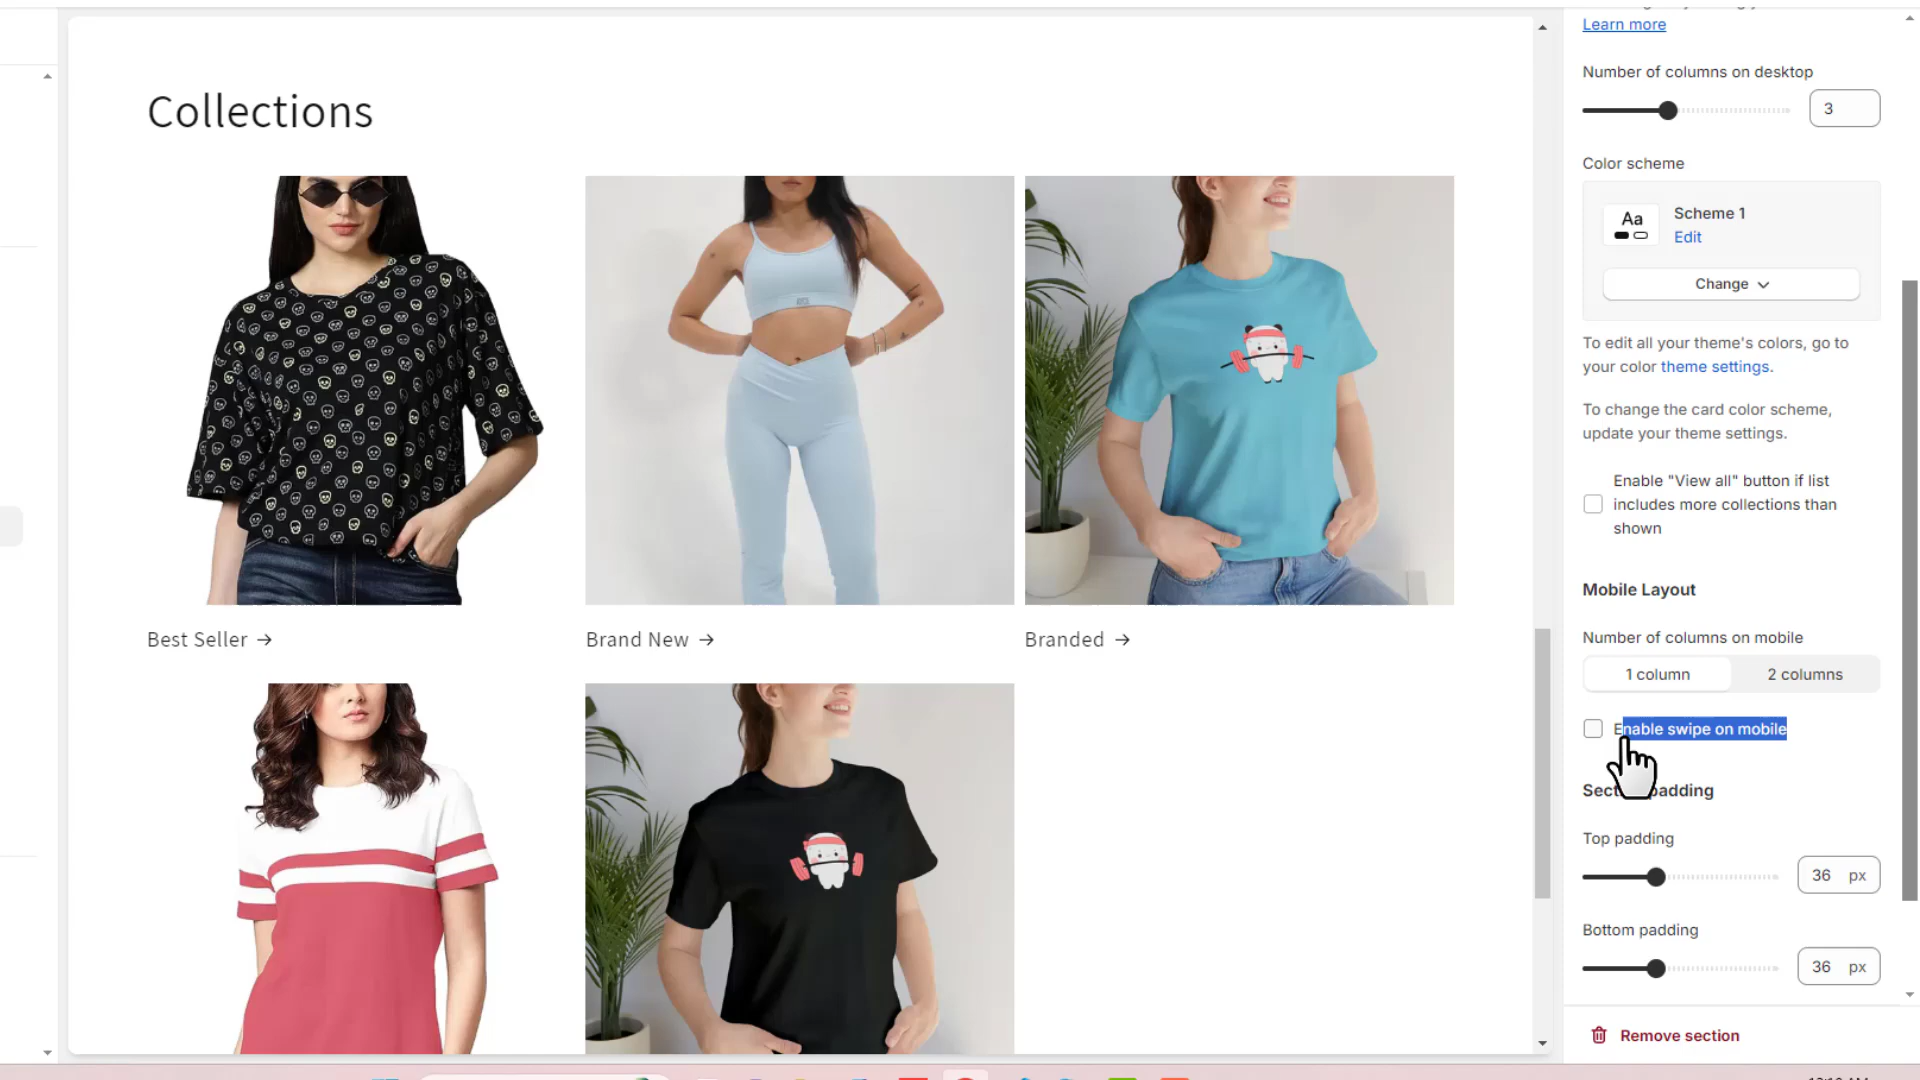 Learn more
Number of columns on desktop
3
Color scheme
Aa
Scheme 1
Edit
Change
To edit all your theme's colors, go to
your color theme settings.
To change the card color scheme,
update your theme settings.
Enable "View all" button if list
includes more collections than
shown
Mobile Layout
Number of columns on mobile
1 column
2 columns
Enable swipe on mobile
Section padding
Top padding
36 px
Bottom padding
36 px
Remove section
Collections
Best Seller →
Brand New →
Branded →